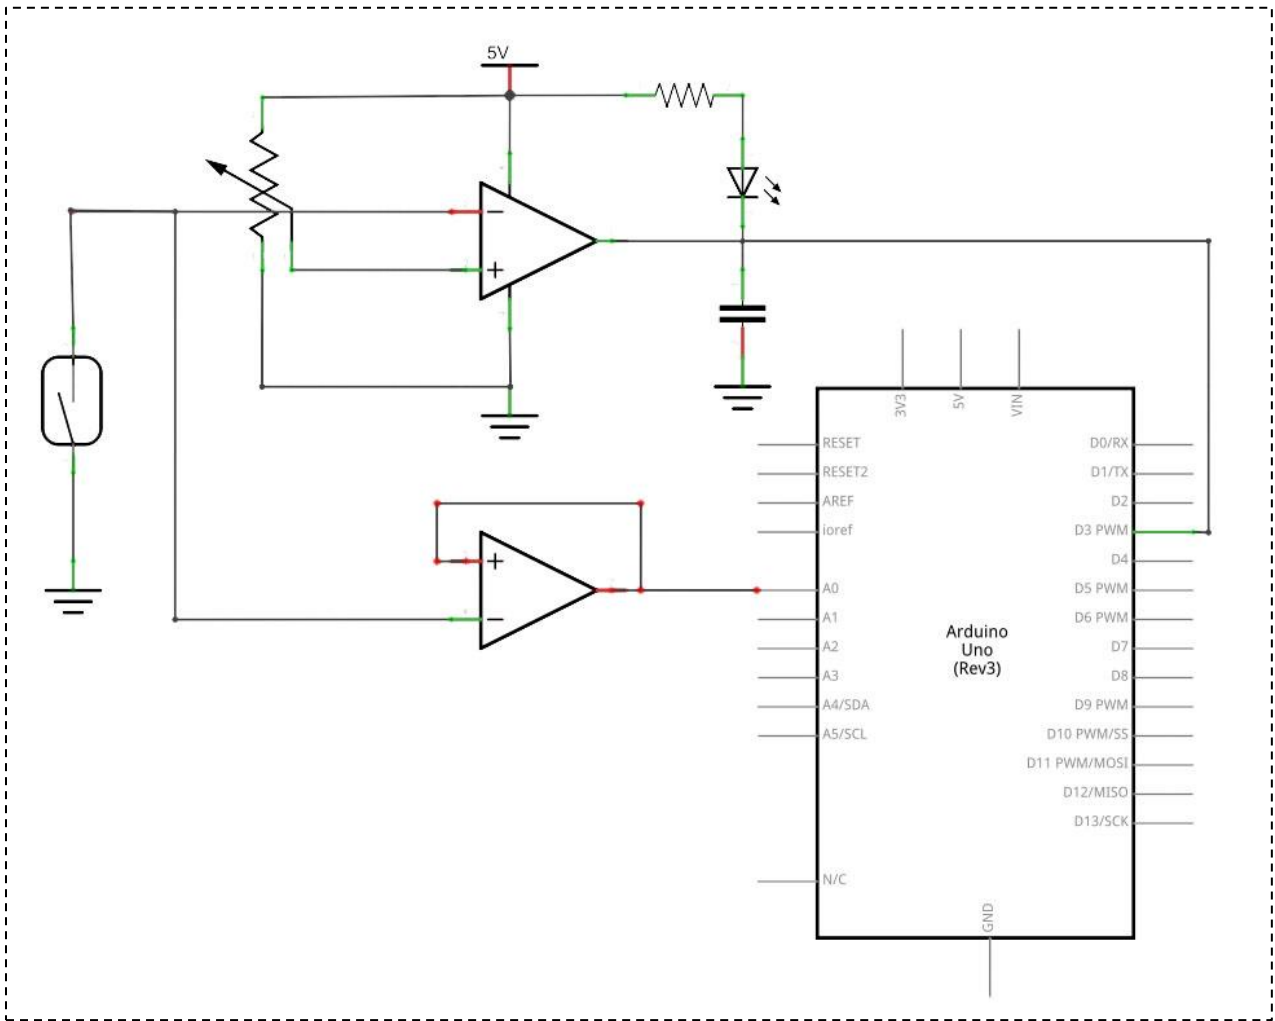 5V
−
+
+
−
3V3
5V
VIN
RESET
RESET2
AREF
ioref
A0
A1
A2
A3
A4/SDA
A5/SCL
N/C
Arduino
Uno
(Rev3)
D0/RX
D1/TX
D2
D3 PWM
D4
D5 PWM
D6 PWM
D7
D8
D9 PWM
D10 PWM/SS
D11 PWM/MOSI
D12/MISO
D13/SCK
GND